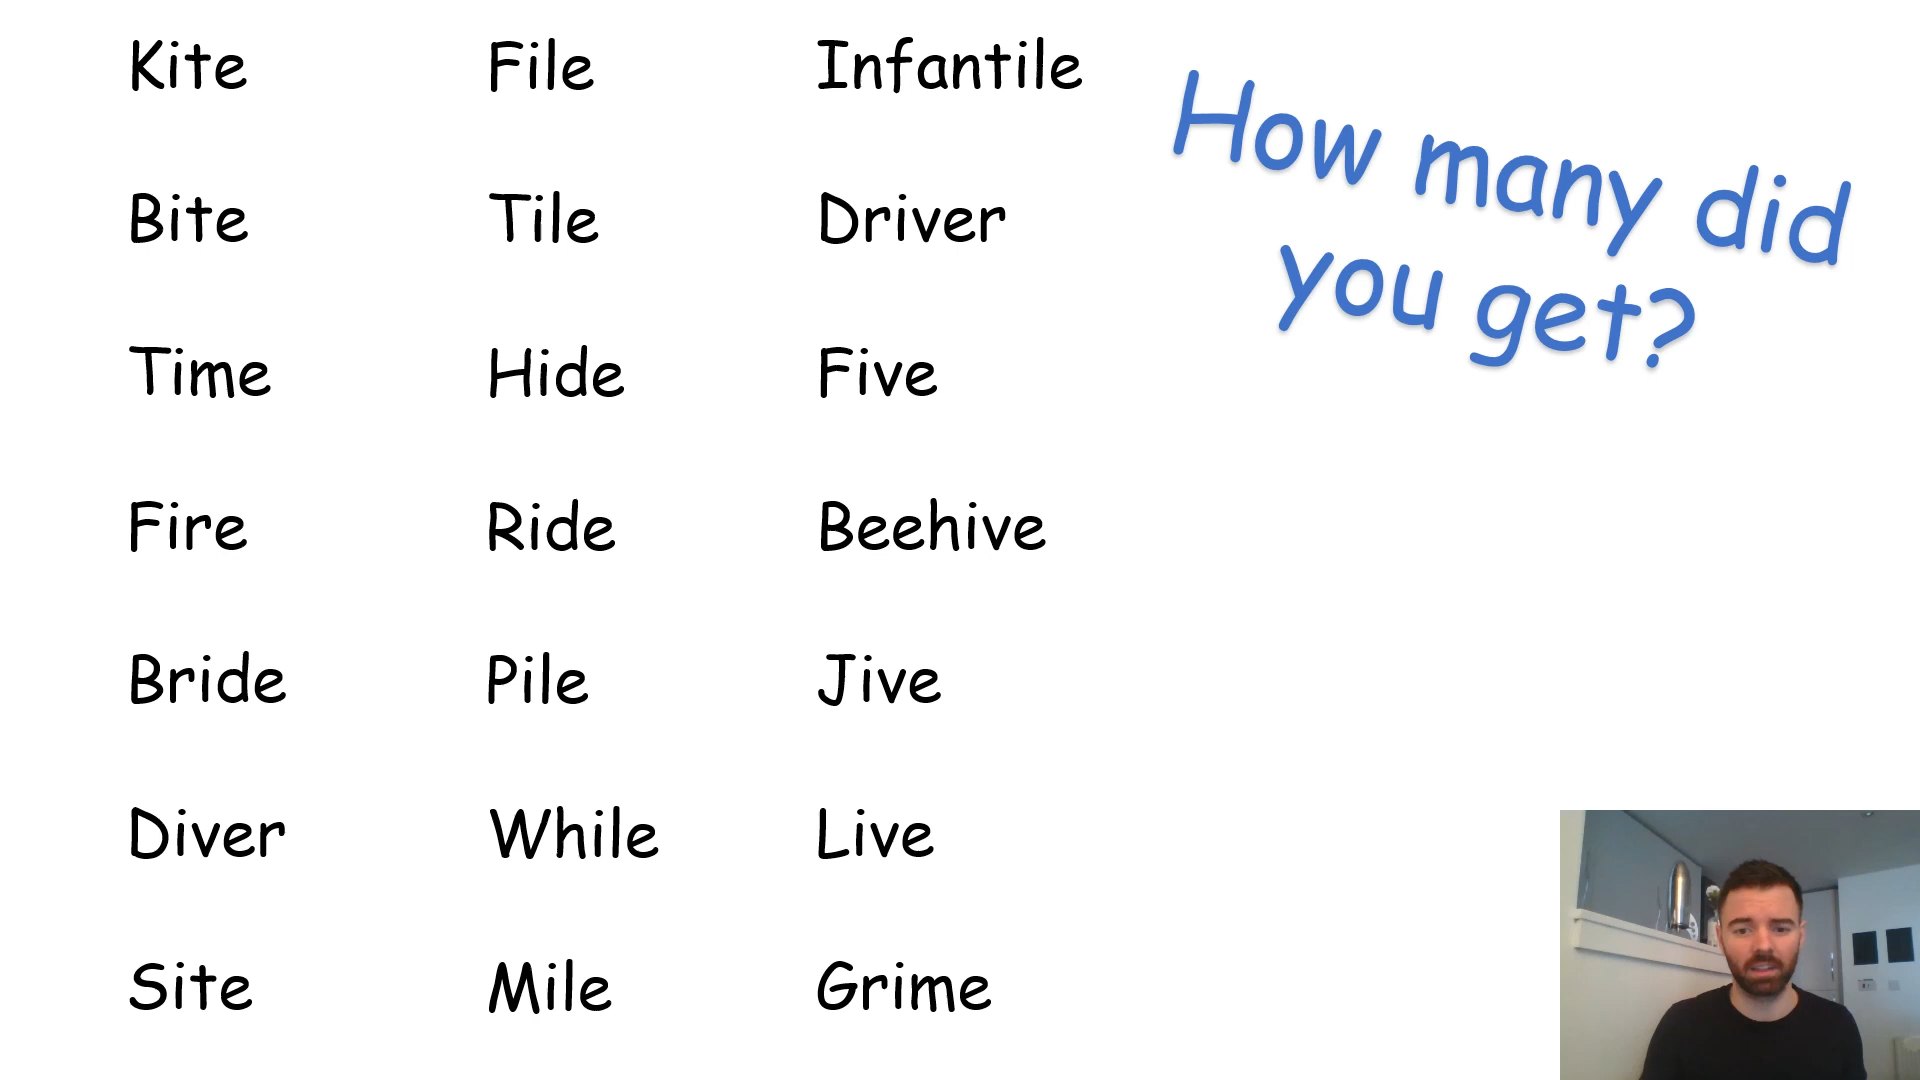 Kite
Bite
Time
Fire
Bride
Diver
Site
File
Tile
Hide
Ride
Pile
While
Mile
Infantile
Driver
Five
Beehive
Jive
Live
Grime
How many did
you get?